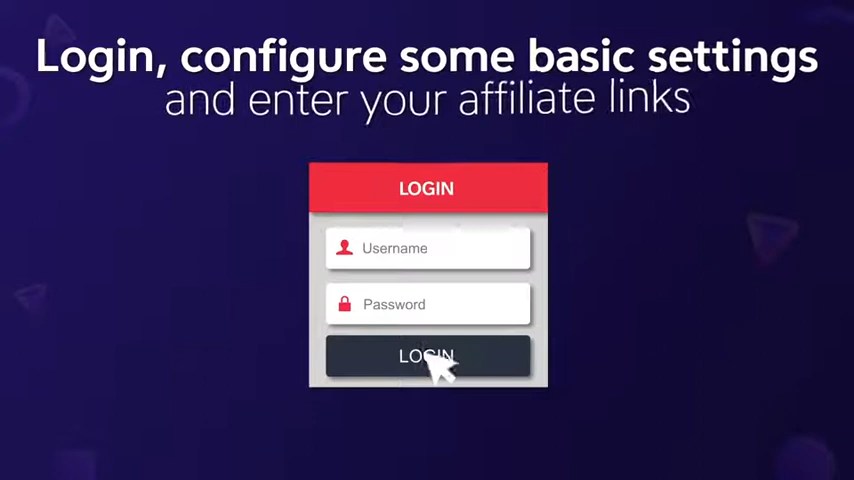 Login, configure some basic settings
and enter your affiliate links
LOGIN
Username
Password
LOGIN